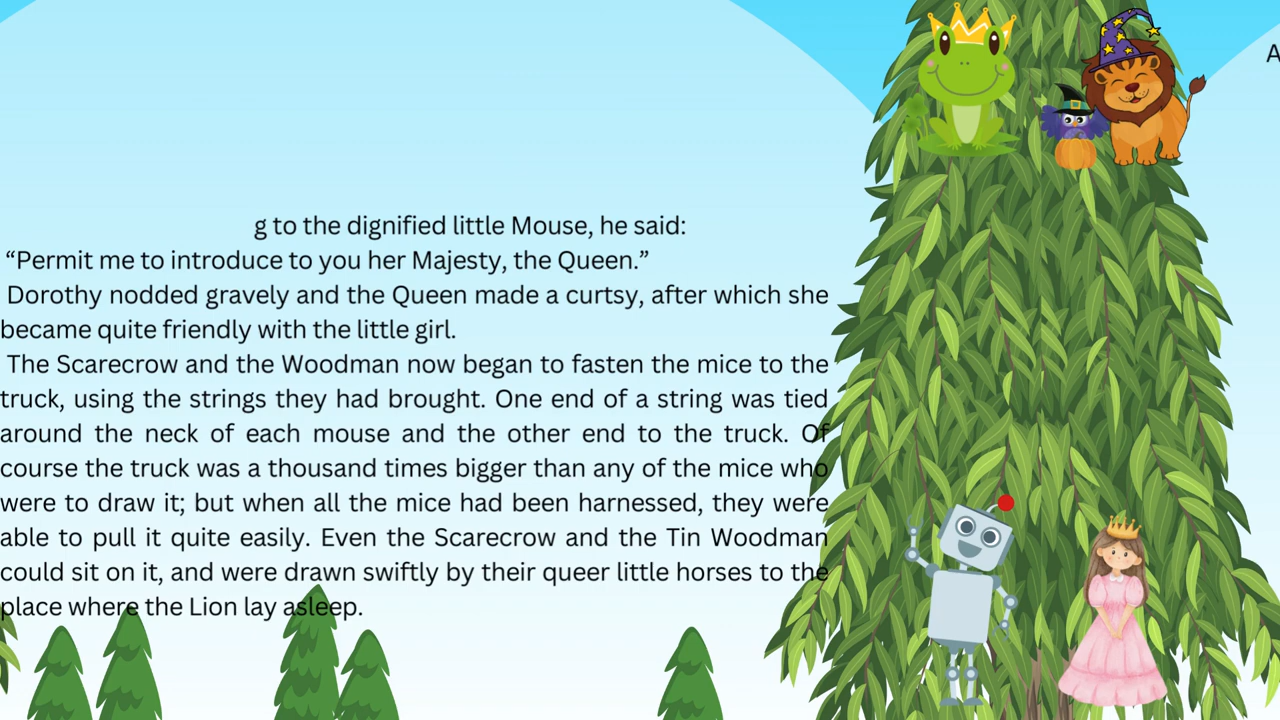 g to the dignified little Mouse, he said:
“Permit me to introduce to you her Majesty, the Queen.”
Dorothy nodded gravely and the Queen made a curtsy, after which she
became quite friendly with the little girl.
The Scarecrow and the Woodman now began to fasten the mice to the
truck, using the strings they had brought. One end of a string was tied
around the neck of each mouse and the other end to the truck. Of
course the truck was a thousand times bigger than any of the mice who
were to draw it; but when all the mice had been harnessed, they were
able to pull it quite easily. Even the Scarecrow and the Tin Woodman
could sit on it, and were drawn swiftly by their queer little horses to the
place where the Lion lay asleep.
A